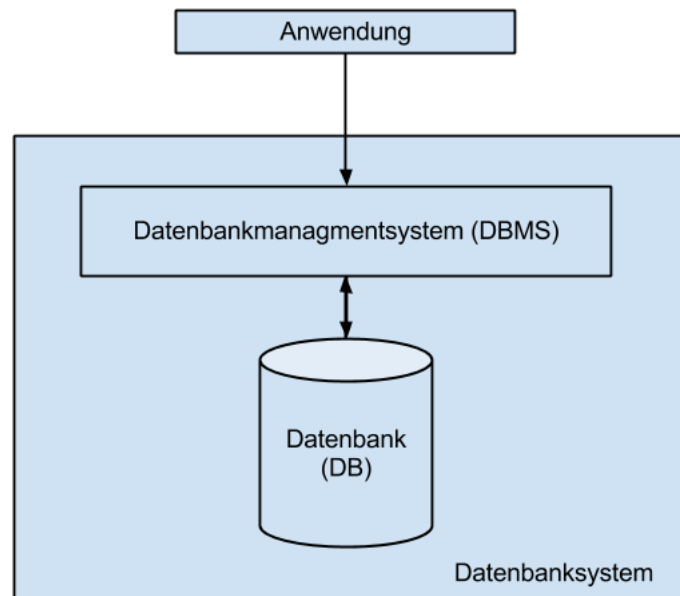 Anwendung
Datenbankmanagmentsystem (DBMS)
Datenbank
(DB)
Datenbanksystem